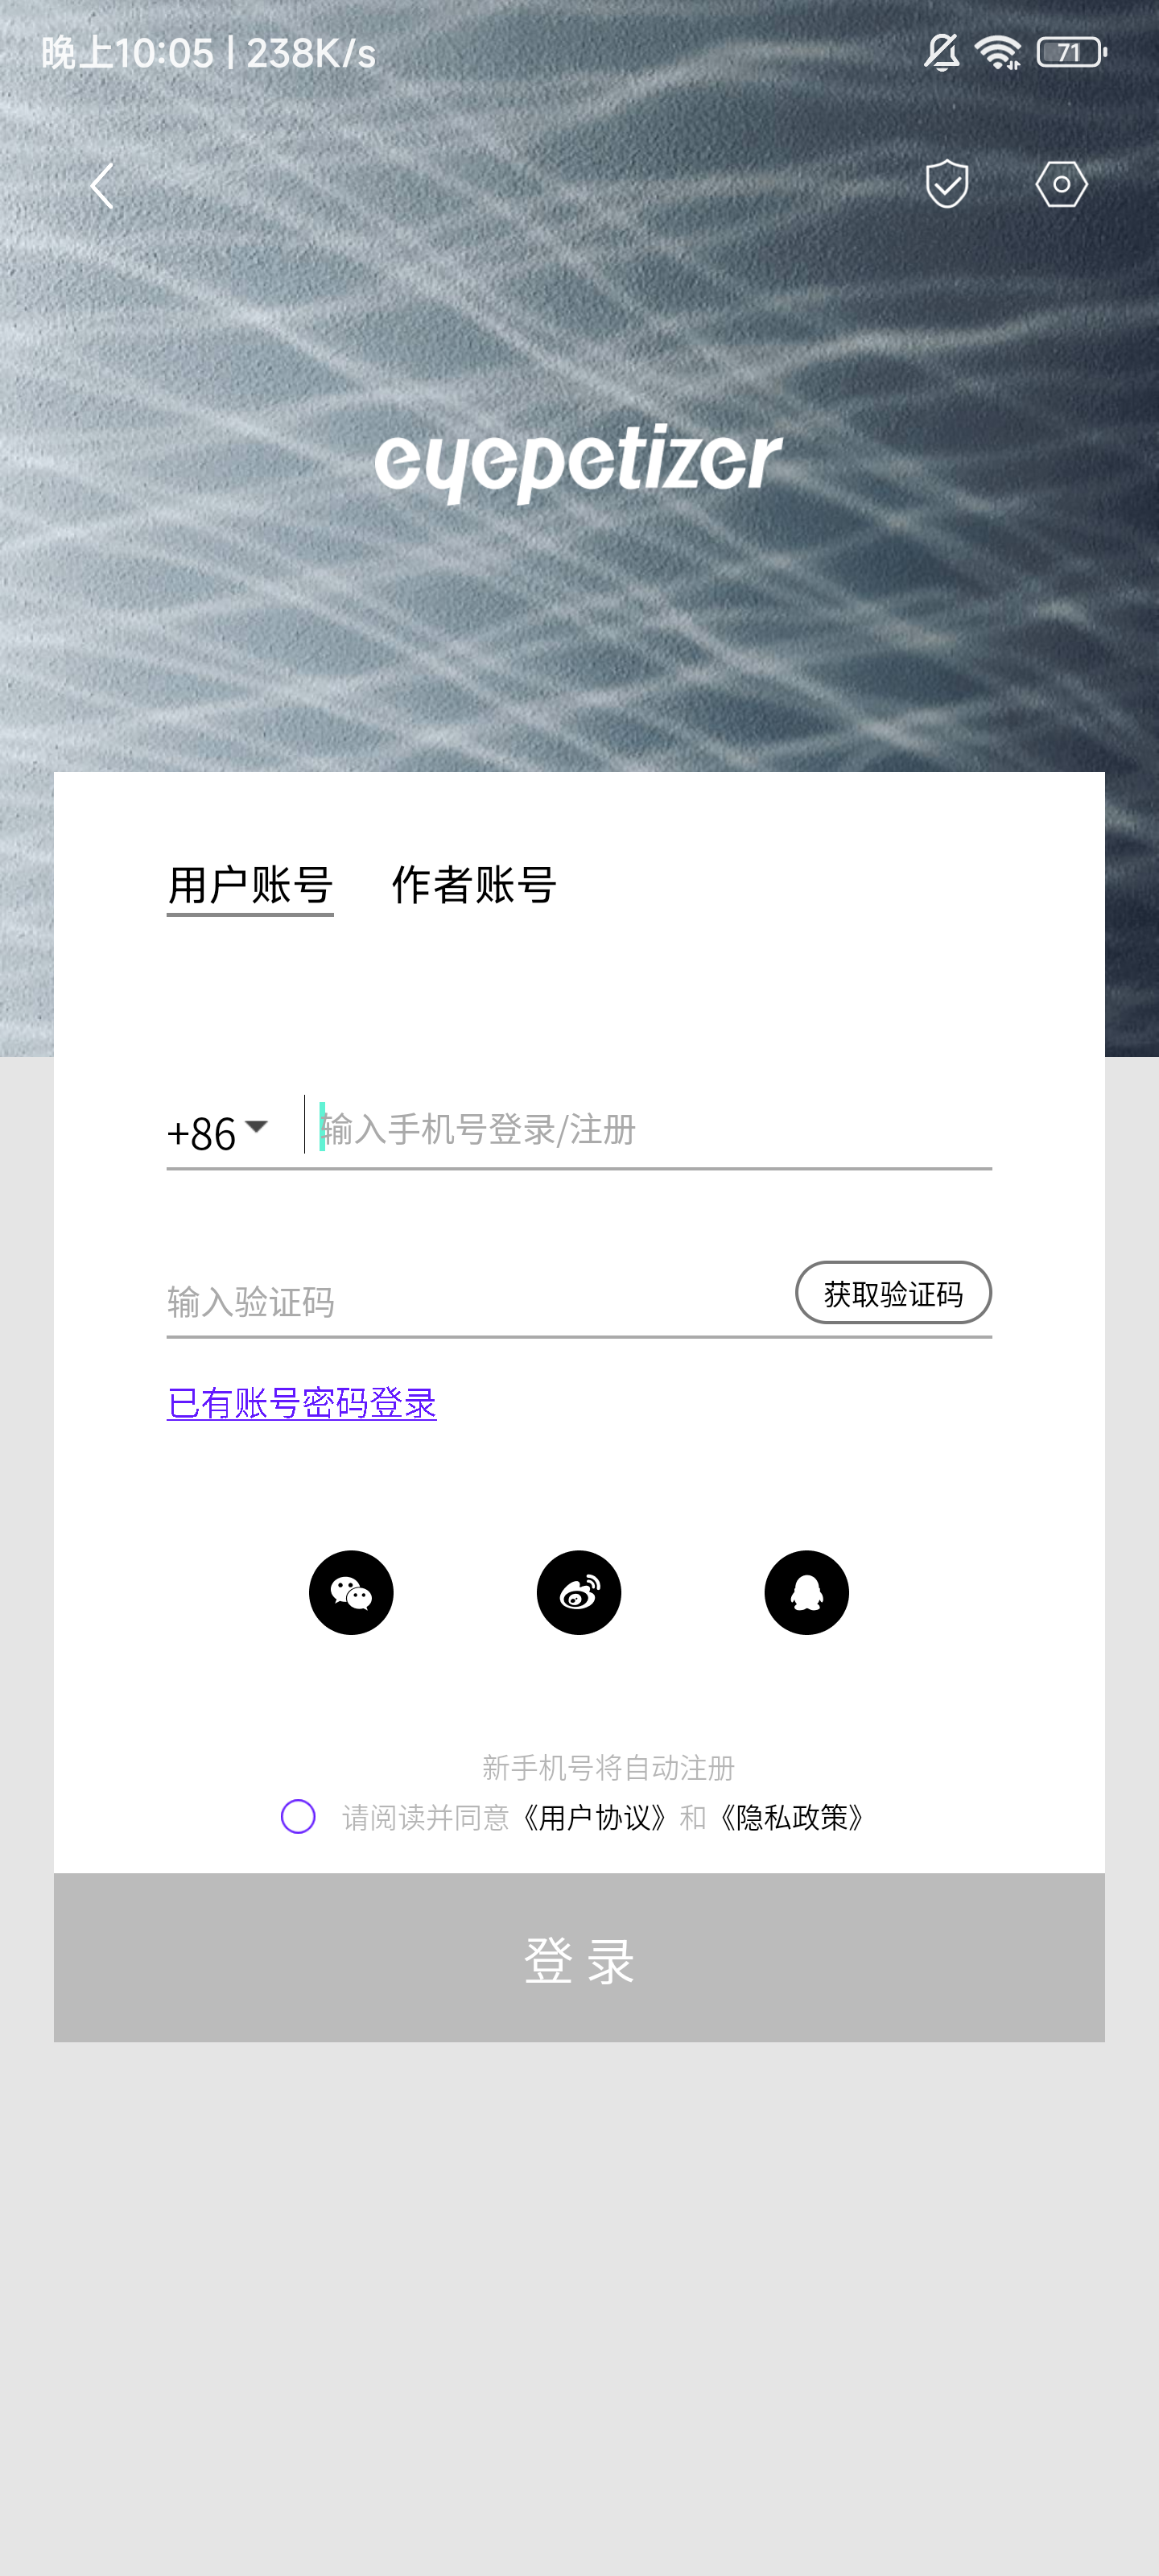 晚上10:05 | 238K/s
71
eyepetizer
用户账号 作者账号
+86 输入手机号登录/注册
输入验证码 获取验证码
已有账号密码登录
新手机号将自动注册
请阅读并同意《用户协议》和《隐私政策》
登录